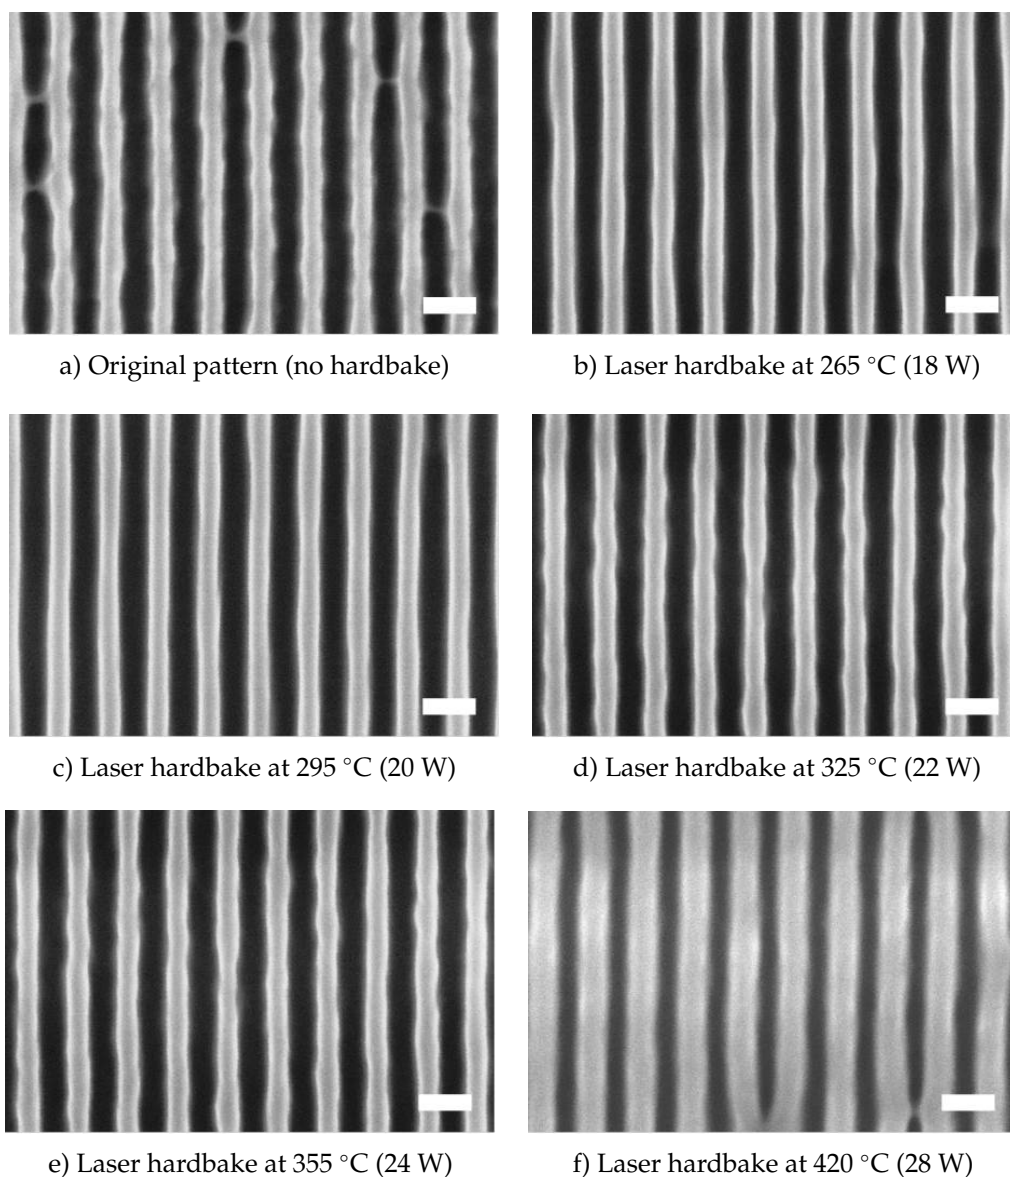 a) Original pattern (no hardbake)
b) Laser hardbake at 265 °C (18 W)
c) Laser hardbake at 295 °C (20 W)
d) Laser hardbake at 325 °C (22 W)
e) Laser hardbake at 355 °C (24 W)
f) Laser hardbake at 420 °C (28 W)